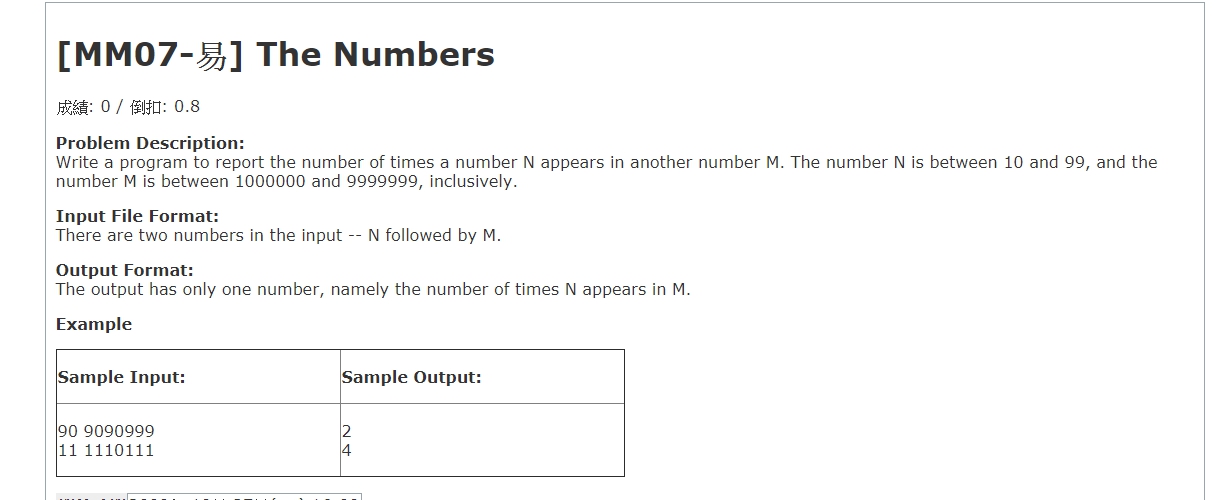 [MM07-易] The Numbers
成績: 0 / 倒扣: 0.8
Problem Description:
Write a program to report the number of times a number N appears in another number M. The number N is between 10 and 99, and the
number M is between 1000000 and 9999999, inclusively.
Input File Format:
There are two numbers in the input -- N followed by M.
Output Format:
The output has only one number, namely the number of times N appears in M.
Example
Sample Input: Sample Output:
90 9090999 2
11 1110111 4